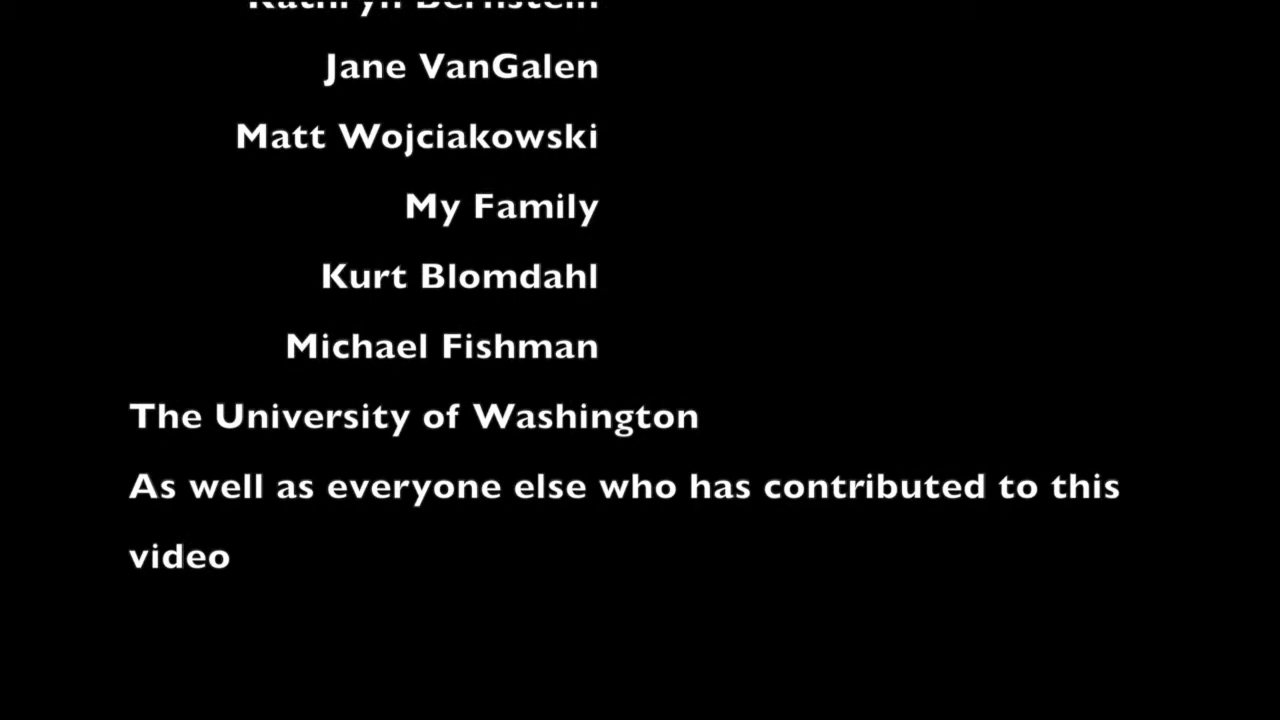 Kathryn Bernstein
Jane VanGalen
Matt Wojciakowski
My Family
Kurt Blomdahl
Michael Fishman
The University of Washington
As well as everyone else who has contributed to this
video